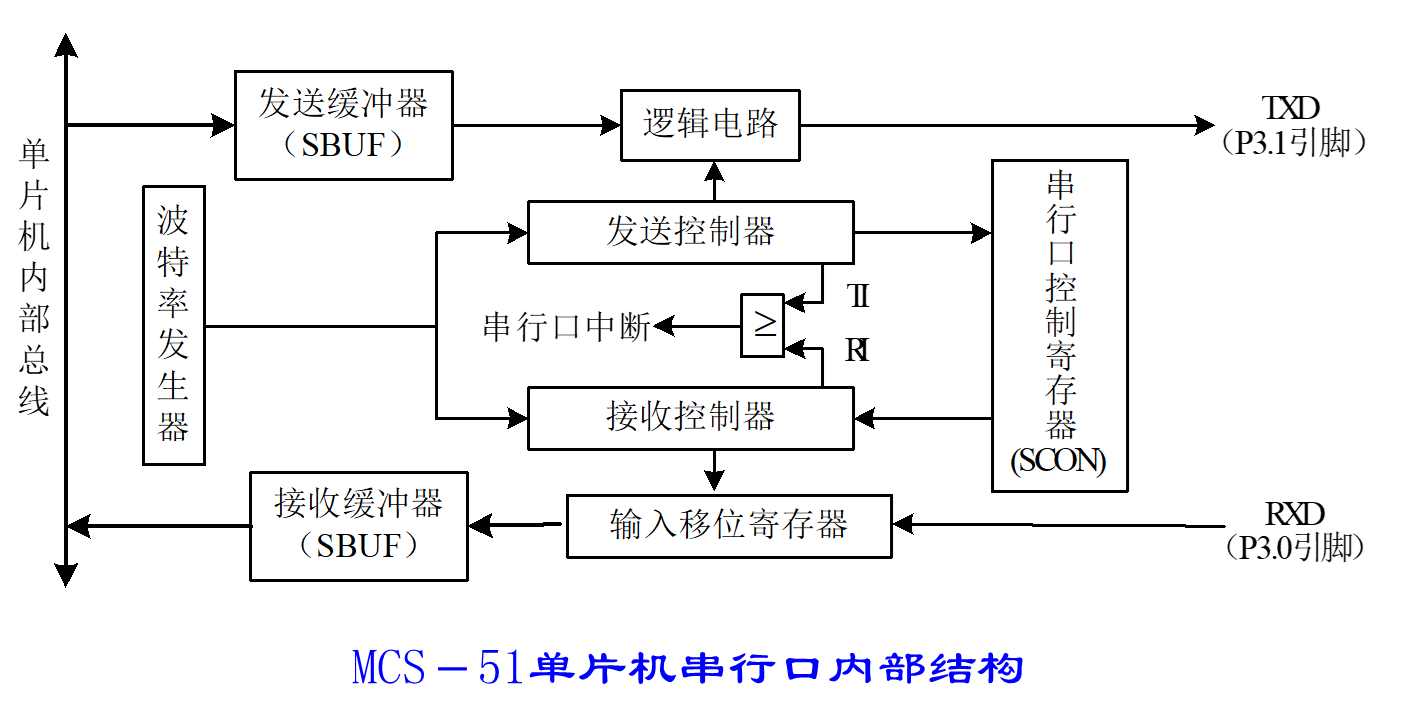 单片机内部总线
发送缓冲器
（SBUF）
逻辑电路
TXD
（P3.1引脚）
波特率发生器
发送控制器
串行口控制寄存器
(SCON)
TI
≥
串行口中断
RI
接收控制器
接收缓冲器
（SBUF）
输入移位寄存器
RXD
（P3.0引脚）
MCS－51单片机串行口内部结构